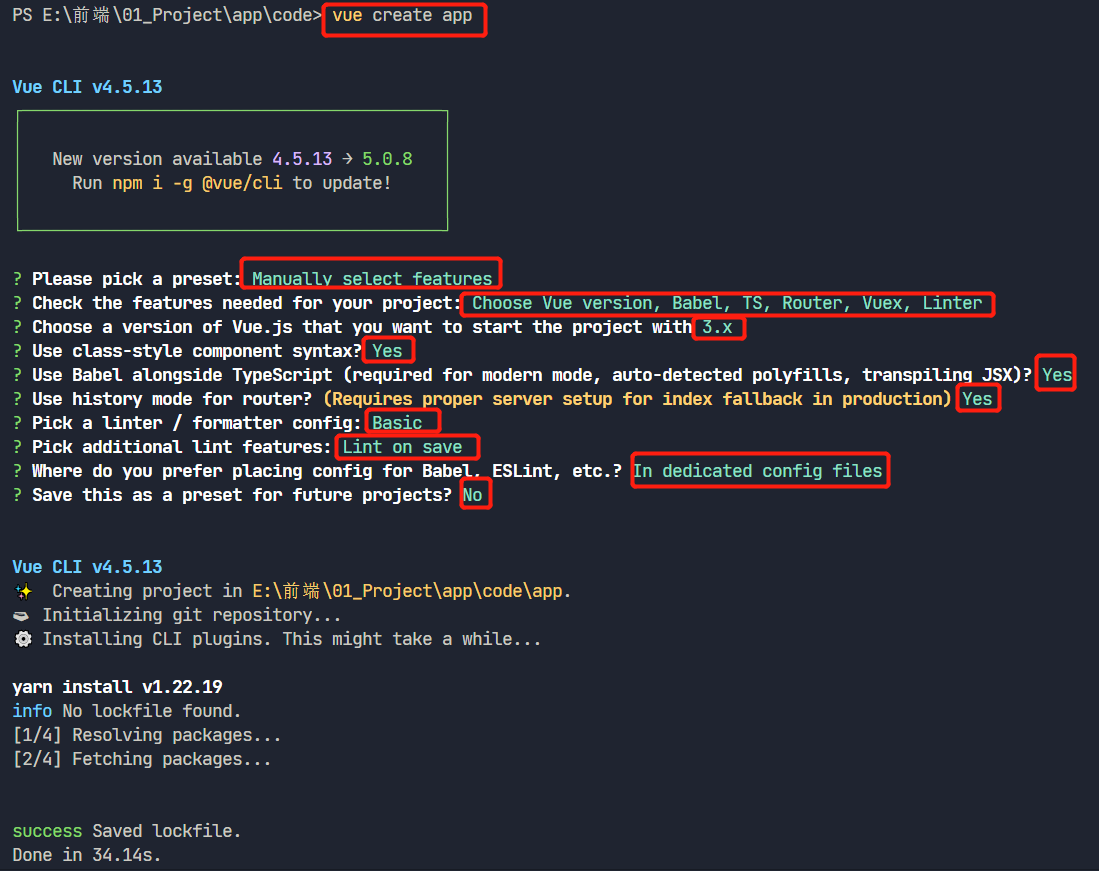 PS E:\前端\01_Project\app\code> vue create app
Vue CLI v4.5.13
New version available 4.5.13 → 5.0.8
Run npm i -g @vue/cli to update!
? Please pick a preset: Manually select features
? Check the features needed for your project: Choose Vue version, Babel, TS, Router, Vuex, Linter
? Choose a version of Vue.js that you want to start the project with 3.x
? Use class-style component syntax? Yes
? Use Babel alongside TypeScript (required for modern mode, auto-detected polyfills, transpiling JSX)? Yes
? Use history mode for router? (Requires proper server setup for index fallback in production) Yes
? Pick a linter / formatter config: Basic
? Pick additional lint features: Lint on save
? Where do you prefer placing config for Babel, ESLint, etc.? In dedicated config files
? Save this as a preset for future projects? No
Vue CLI v4.5.13
✨ Creating project in E:\前端\01_Project\app\code\app.
Initializing git repository...
⚙ Installing CLI plugins. This might take a while...
yarn install v1.22.19
info No lockfile found.
[1/4] Resolving packages...
[2/4] Fetching packages...
success Saved lockfile.
Done in 34.14s.